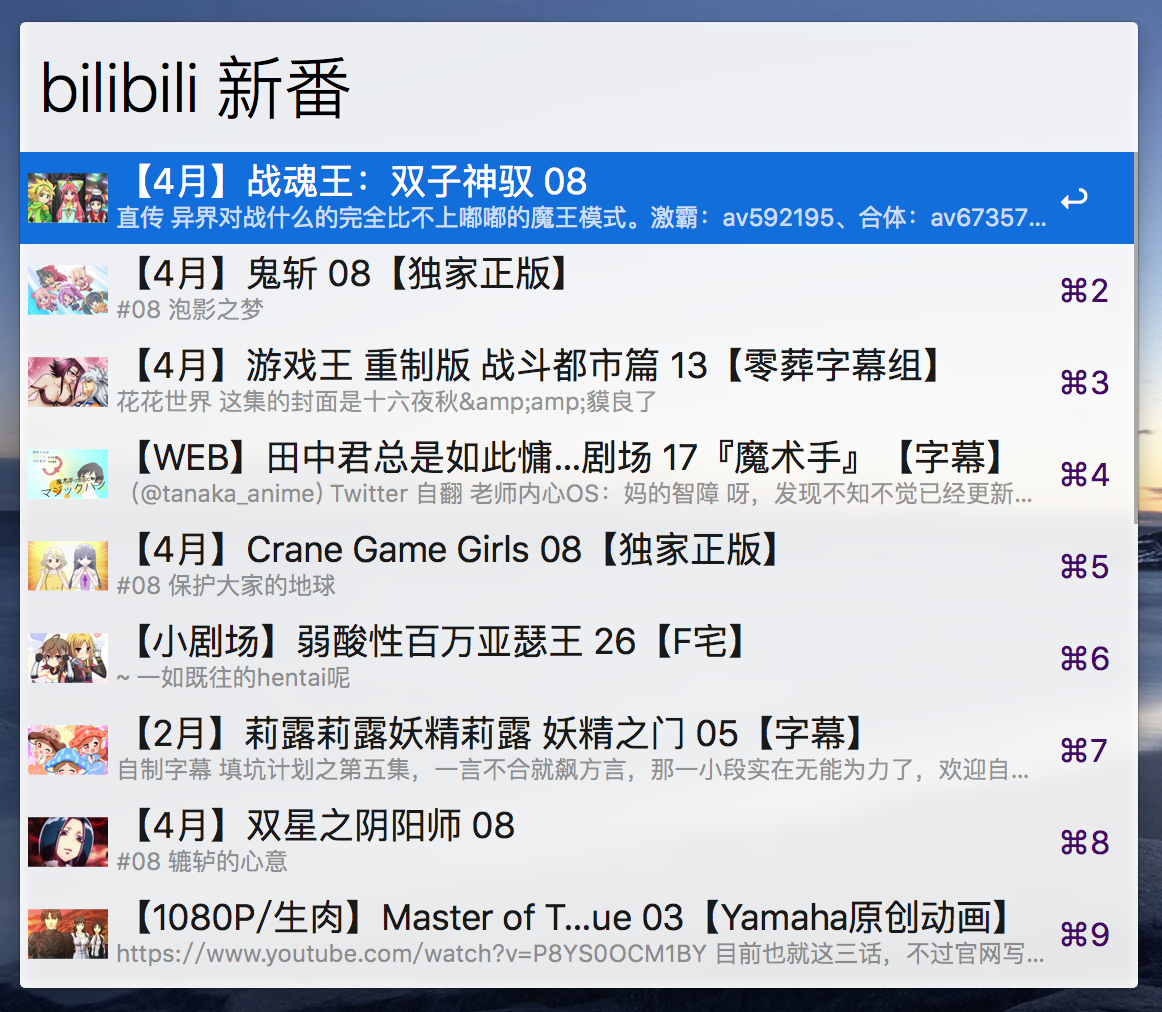 bilibili 新番
【4月】战魂王：双子神驭 08
直传 异界对战什么的完全比不上嘟嘟的魔王模式。激霸：av592195、合体：av67357...
↩
【4月】鬼斩 08【独家正版】
#08 泡影之梦
⌘2
【4月】游戏王 重制版 战斗都市篇 13【零葬字幕组】
花花世界 这集的封面是十六夜秋&amp;amp;貘良了
⌘3
【WEB】田中君总是如此慵...剧场 17『魔术手』 【字幕】
（@tanaka_anime) Twitter 自翻 老师内心OS：妈的智障 呀，发现不知不觉已经更新...
⌘4
マジックハン
【4月】Crane Game Girls 08【独家正版】
#08 保护大家的地球
⌘5
【小剧场】弱酸性百万亚瑟王 26【F宅】
~ 一如既往的hentai呢
⌘6
【2月】莉露莉露妖精莉露 妖精之门 05【字幕】
自制字幕 填坑计划之第五集，一言不合就飙方言，那一小段实在无能为力了，欢迎自...
⌘7
【4月】双星之阴阳师 08
#08 辘轳的心意
⌘8
【1080P/生肉】Master of T...ue 03【Yamaha原创动画】
https://www.youtube.com/watch?v=P8YS0OCM1BY 目前也就这三话，不过官网写...
⌘9